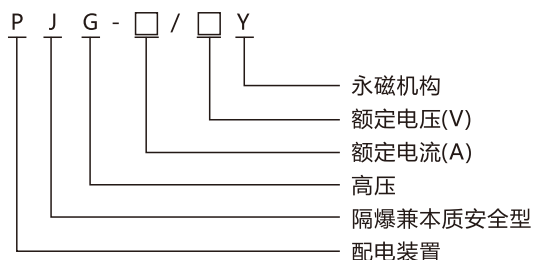 P J G - □ / □ Y
永磁机构
额定电压(V)
额定电流(A)
高压
隔爆兼本质安全型
配电装置